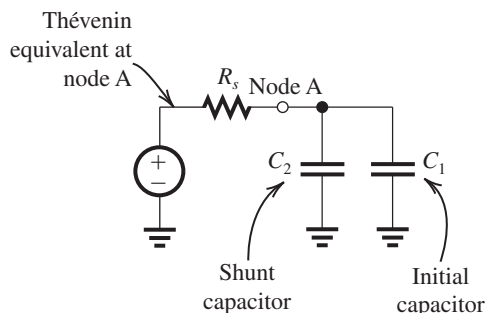 Thévenin
equivalent at
node A
R_s
Node A
+
−
C_2
C_1
Shunt
capacitor
Initial
capacitor